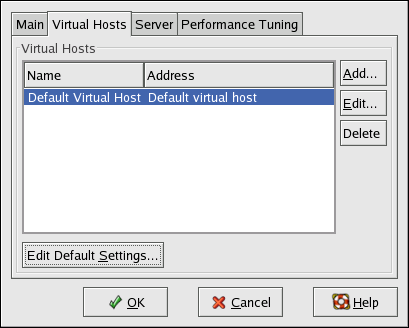 Main Virtual Hosts Server Performance Tuning
Virtual Hosts
Name Address
Add...
Default Virtual Host Default virtual host
Edit...
Delete
Edit Default Settings...
OK Cancel Help